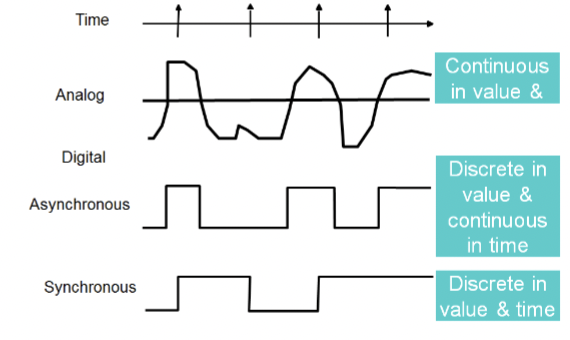 Time
Analog
Continuous
in value &
Digital
Asynchronous
Discrete in
value &
continuous
in time
Synchronous
Discrete in
value & time